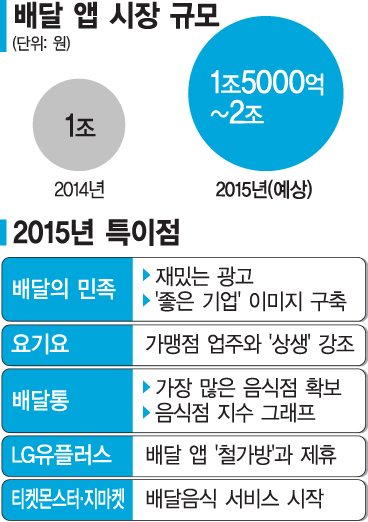 배달 앱 시장 규모
(단위: 원)
1조
1조5000억
~2조
2014년
2015년(예상)
2015년 특이점
배달의 민족
▶재밌는 광고
▶'좋은 기업' 이미지 구축
요기요
가맹점 업주와 '상생' 강조
배달통
▶가장 많은 음식점 확보
▶음식점 지수 그래프
LG유플러스
배달 앱 '철가방'과 제휴
티켓몬스터·지마켓
배달음식 서비스 시작